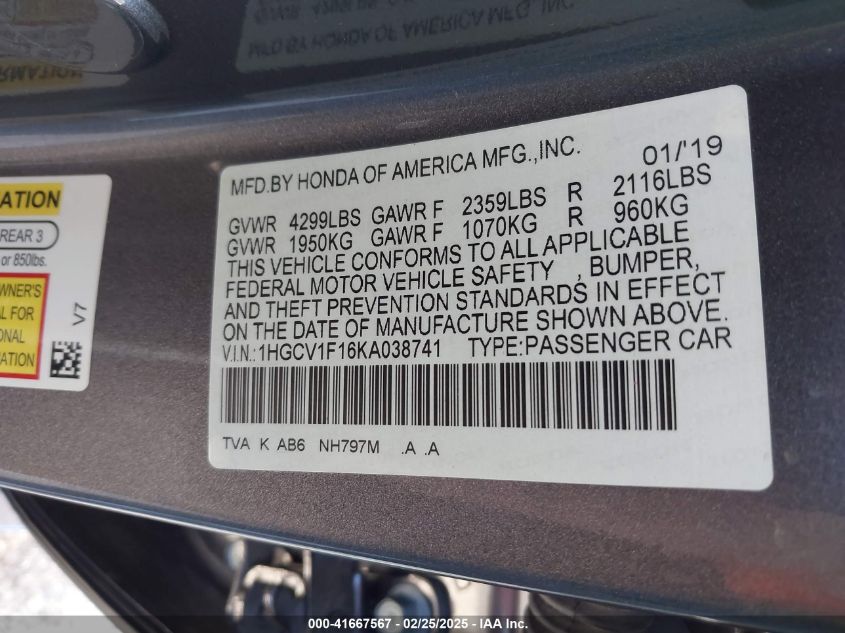 MFD.BY HONDA OF AMERICA MFG.,INC. 01/'19
GVWR 4299LBS GAWR F 2359LBS R 2116LBS
GVWR 1950KG GAWR F 1070KG R 960KG
THIS VEHICLE CONFORMS TO ALL APPLICABLE
FEDERAL MOTOR VEHICLE SAFETY , BUMPER,
AND THEFT PREVENTION STANDARDS IN EFFECT
ON THE DATE OF MANUFACTURE SHOWN ABOVE.
V.I.N.:1HGCV1F16KA038741 TYPE:PASSENGER CAR
TVA K AB6 NH797M .A .A
REAR 3
or 850lbs.
V7
000-41667567 • 02/25/2025 • IAA Inc.